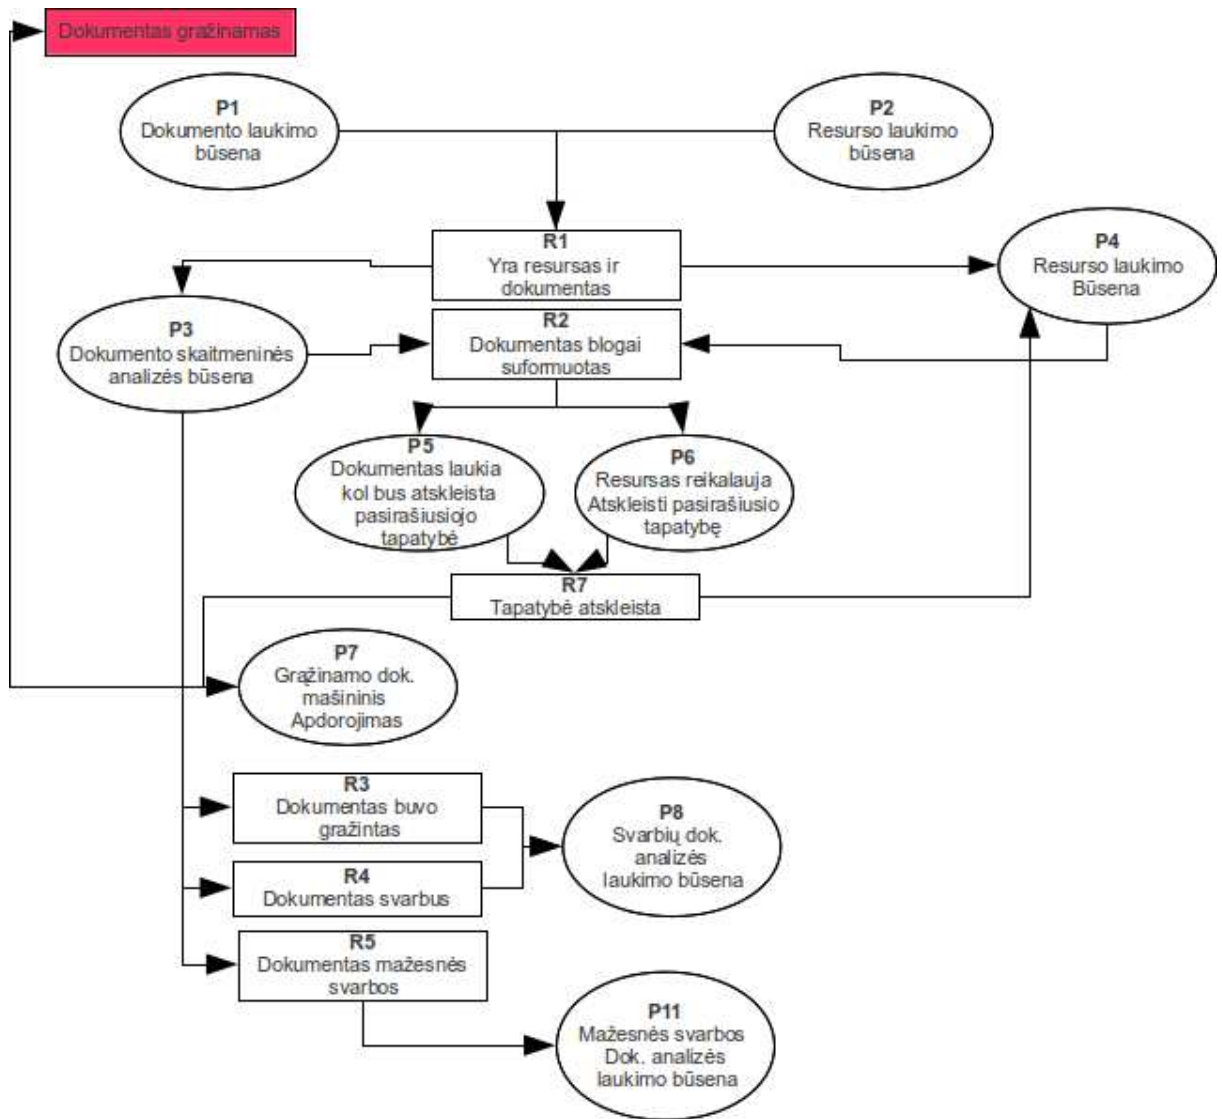 Dokumentas gražinamas
P1
Dokumento laukimo
būsena
P2
Resurso laukimo
būsena
R1
Yra resursas ir
dokumentas
P4
Resurso laukimo
Būsena
P3
Dokumento skaitmeninės
analizės būsena
R2
Dokumentas blogai
suformuotas
P5
Dokumentas laukia
kol bus atskleista
pasirašiusiojo
tapatybė
P6
Resursas reikalauja
Atskleisti pasirašiusio
tapatybę
R7
Tapatybė atskleista
P7
Grąžinamo dok.
mašininis
Apdorojimas
R3
Dokumentas buvo
gražintas
P8
Svarbių dok.
analizės
laukimo būsena
R4
Dokumentas svarbus
R5
Dokumentas mažesnės
svarbos
P11
Mažesnės svarbos
Dok. analizės
laukimo būsena